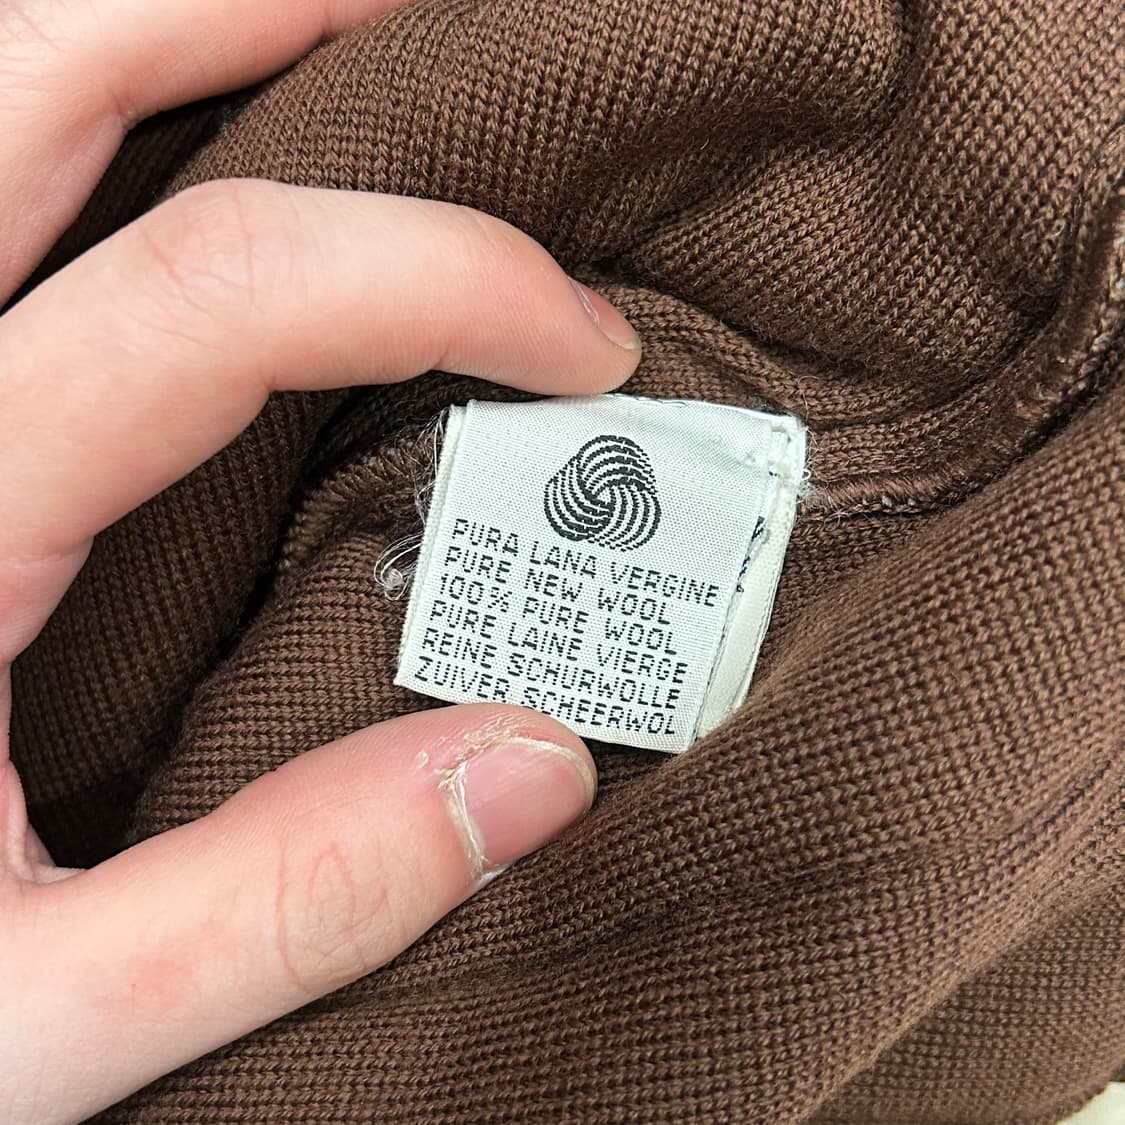 PURA LANA VERGINE
PURE NEW WOOL
100% PURE WOOL
PURE LAINE VIERGE
REINE SCHURWOLLE
ZUIVER SCHEERWOL